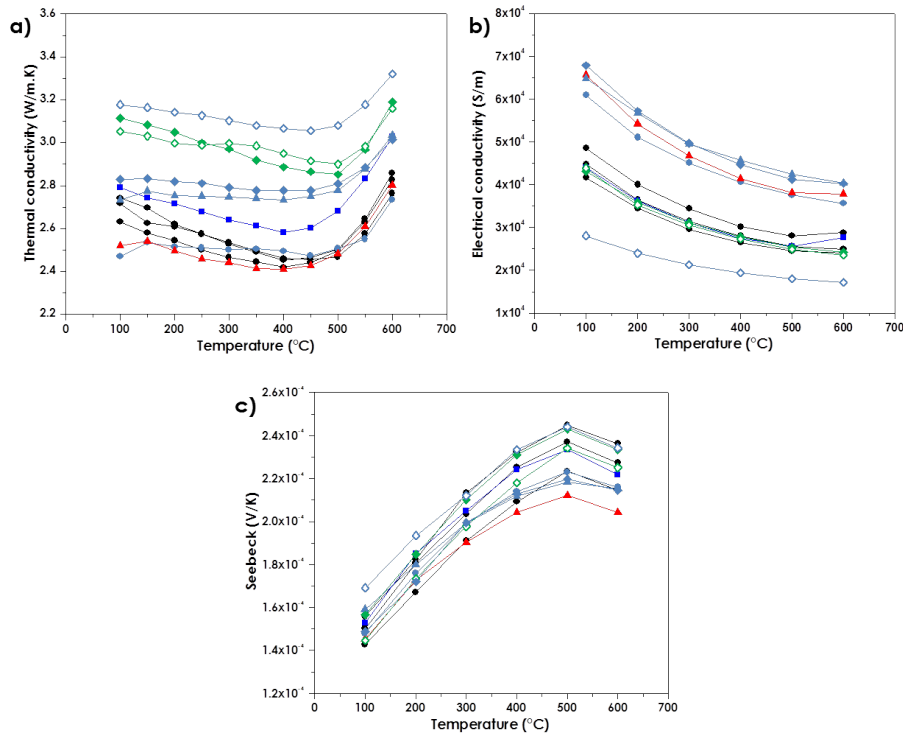 a)
Thermal conductivity (W/m.K)
3.6
3.4
3.2
3.0
2.8
2.6
2.4
2.2
0 100 200 300 400 500 600 700
Temperature (°C)
b)
Electrical conductivity (S/m)
8x10⁴
7x10⁴
6x10⁴
5x10⁴
4x10⁴
3x10⁴
2x10⁴
1x10⁴
0 100 200 300 400 500 600 700
Temperature (°C)
c)
Seebeck (V/K)
2.6x10⁻⁴
2.4x10⁻⁴
2.2x10⁻⁴
2.0x10⁻⁴
1.8x10⁻⁴
1.6x10⁻⁴
1.4x10⁻⁴
1.2x10⁻⁴
0 100 200 300 400 500 600 700
Temperature (°C)